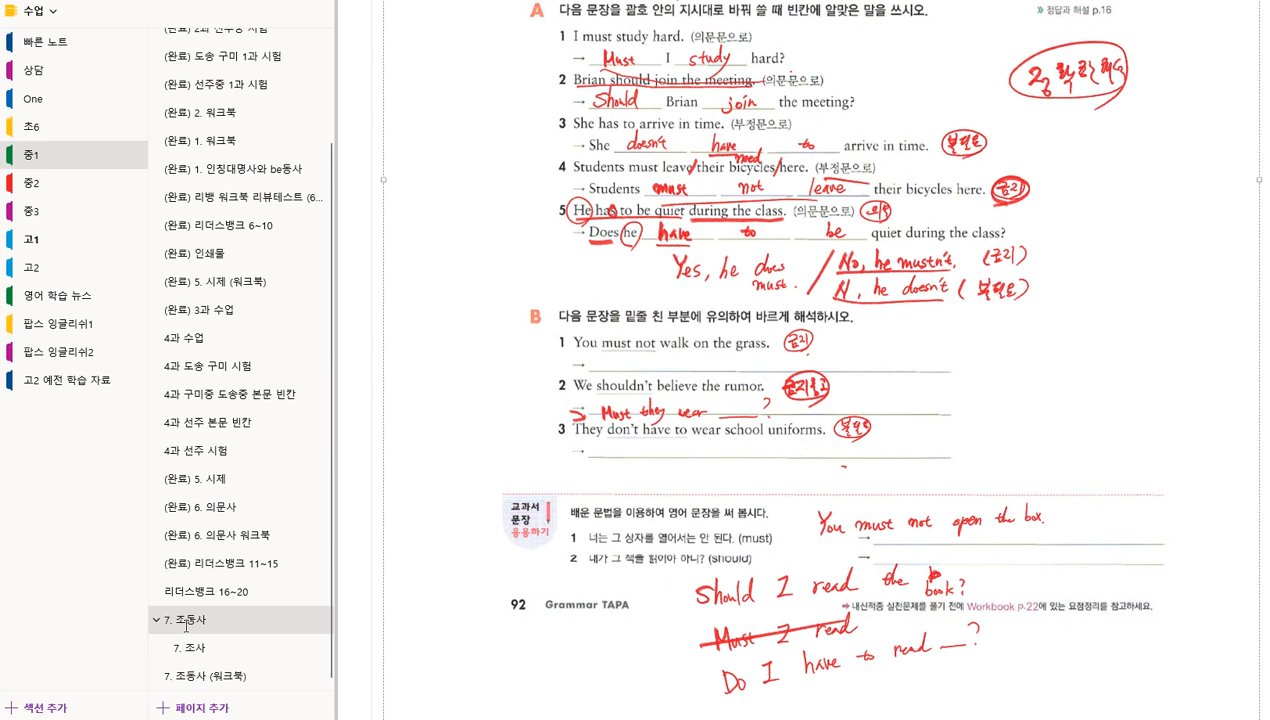 수업
빠른 노트
상담
One
초6
중1
중2
중3
고1
고2
영어 학습 뉴스
팝스 잉글리쉬1
팝스 잉글리쉬2
고2 예전 학습 자료
섹션 추가
(완료) 도송 구미 1과 시험
(완료) 선주중 1과 시험
(완료) 2. 워크북
(완료) 1. 워크북
(완료) 1. 인칭대명사와 be동사
(완료) 리뱅 워크북 리뷰테스트 (6...
(완료) 리더스뱅크 6~10
(완료) 인쇄물
(완료) 5. 시제 (워크북)
(완료) 3과 수업
4과 수업
4과 도송 구미 시험
4과 구미중 도송중 본문 빈칸
4과 선주 본문 빈칸
4과 선주 시험
(완료) 5. 시제
(완료) 6. 의문사
(완료) 6. 의문사 워크북
(완료) 리더스뱅크 11~15
리더스뱅크 16~20
7. 조동사
7. 조사
7. 조동사 (워크북)
페이지 추가
A 다음 문장을 괄호 안의 지시대로 바꿔 쓸 때 빈칸에 알맞은 말을 쓰시오.
» 정답과 해설 p.16
1 I must study hard. (의문문으로)
→ Must I study hard?
2 Brian should join the meeting. (의문문으로)
→ Should Brian join the meeting?
3 She has to arrive in time. (부정문으로)
→ She doesn't have to arrive in time. 불필요
need
4 Students must leave/their bicycles/here. (부정문으로)
→ Students must not leave their bicycles here. 금지
5 He has to be quiet during the class. (의문문으로)
→ Does he have to be quiet during the class?
Yes, he does / No, he mustn't. (금지)
must. N, he doesn't (불필요)
B 다음 문장을 밑줄 친 부분에 유의하여 바르게 해석하시오.
1 You must not walk on the grass. 금지
→
2 We shouldn't believe the rumor.
→ Must they wear ?
3 They don't have to wear school uniforms. 불필요
→
교과서
문장
응용하기
배운 문법을 이용하여 영어 문장을 써 봅시다.
1 너는 그 상자를 열어서는 안 된다. (must) → You must not open the box.
2 내가 그 책을 읽어야 하니? (should) →
Should I read the book?
92 Grammar TAPA
➡ 내신적중 실전문제를 풀기 전에 Workbook p.22에 있는 요점정리를 참고하세요.
Must I read
Do I have to read ?